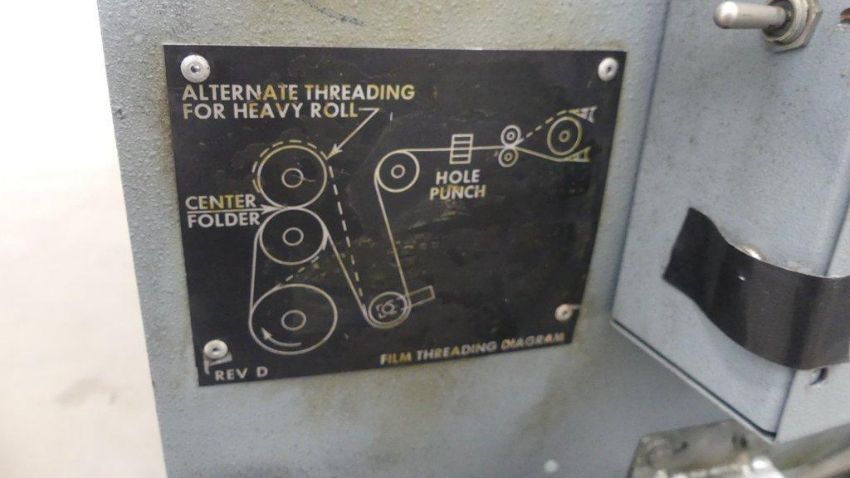 ALTERNATE THREADING
FOR HEAVY ROLL
CENTER
FOLDER
HOLE
PUNCH
FILM THREADING DIAGRAM
REV D